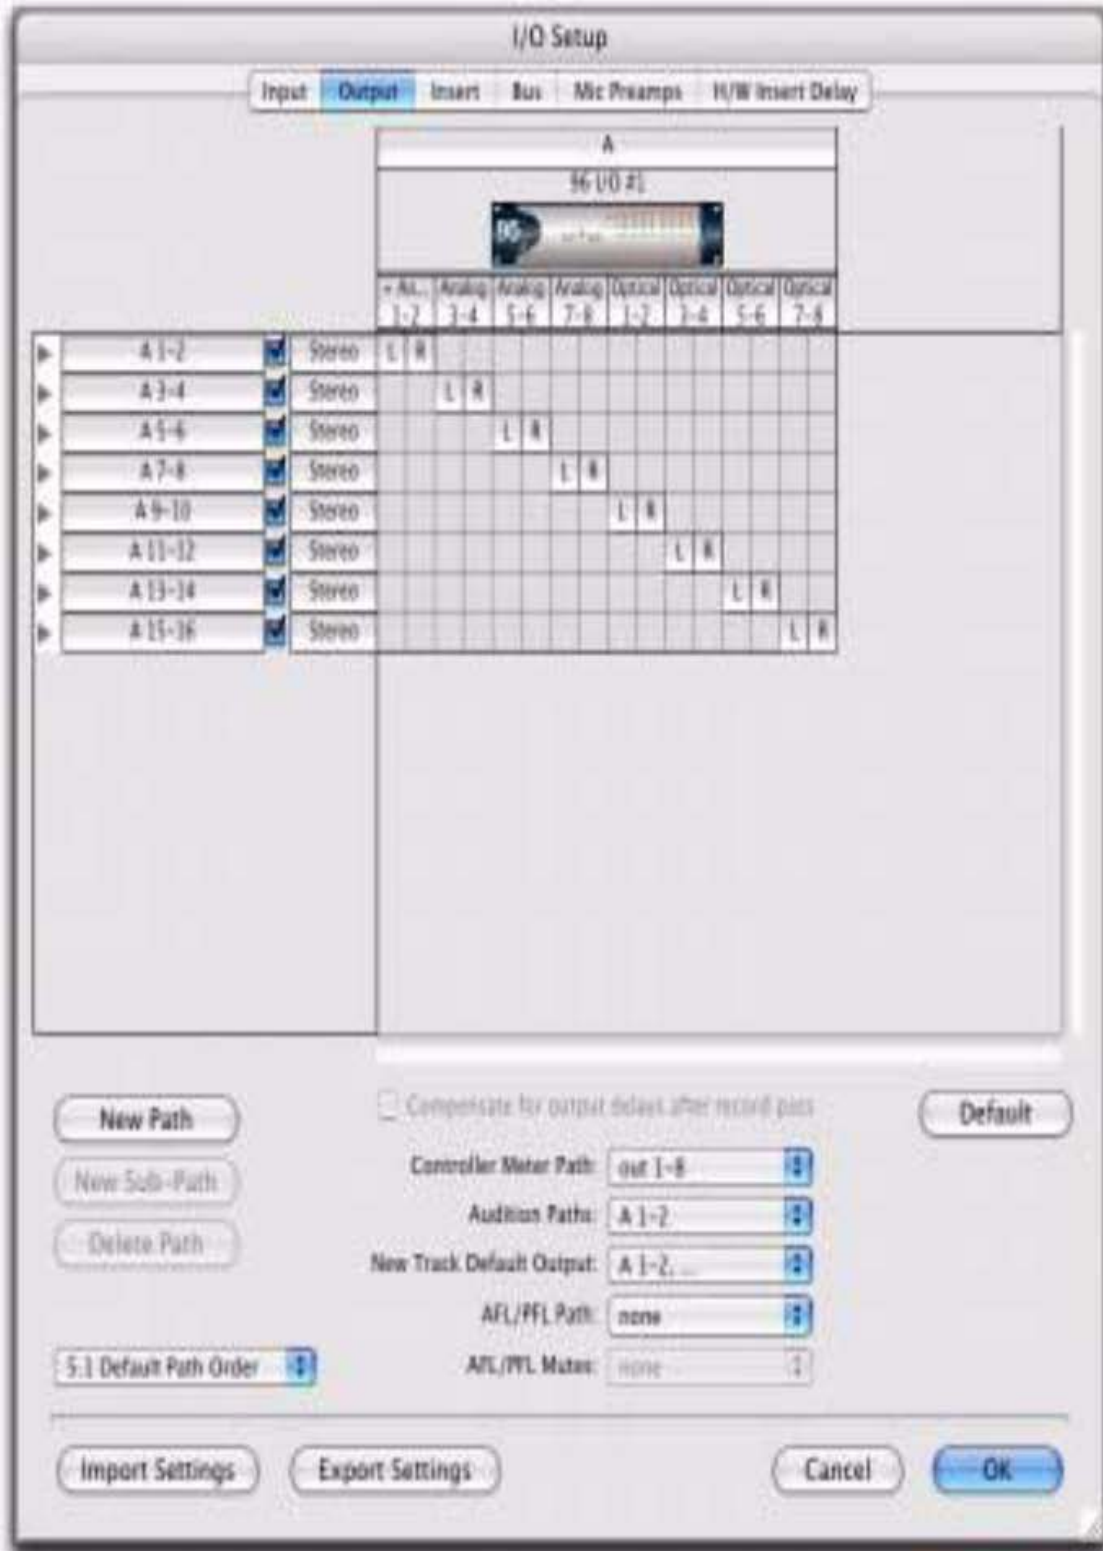 I/O Setup
Input Output Insert Bus Mic Preamps H/W Insert Delay
A
96 I/O #1
96
An... Analog Analog Analog Optical Optical Optical Optical
1-2 3-4 5-6 7-8 1-2 3-4 5-6 7-8
A 1-2 Stereo L R
A 3-4 Stereo L R
A 5-6 Stereo L R
A 7-8 Stereo L R
A 9-10 Stereo L R
A 11-12 Stereo L R
A 13-14 Stereo L R
A 15-16 Stereo L R
New Path
New Sub-Path
Delete Path
Compensate for output delays after record pass
Default
Controller Meter Path: out 1-8
Audition Paths: A 1-2
New Track Default Output: A 1-2, ...
AFL/PFL Path: none
AFL/PFL Mutes: none
5.1 Default Path Order
Import Settings Export Settings Cancel OK